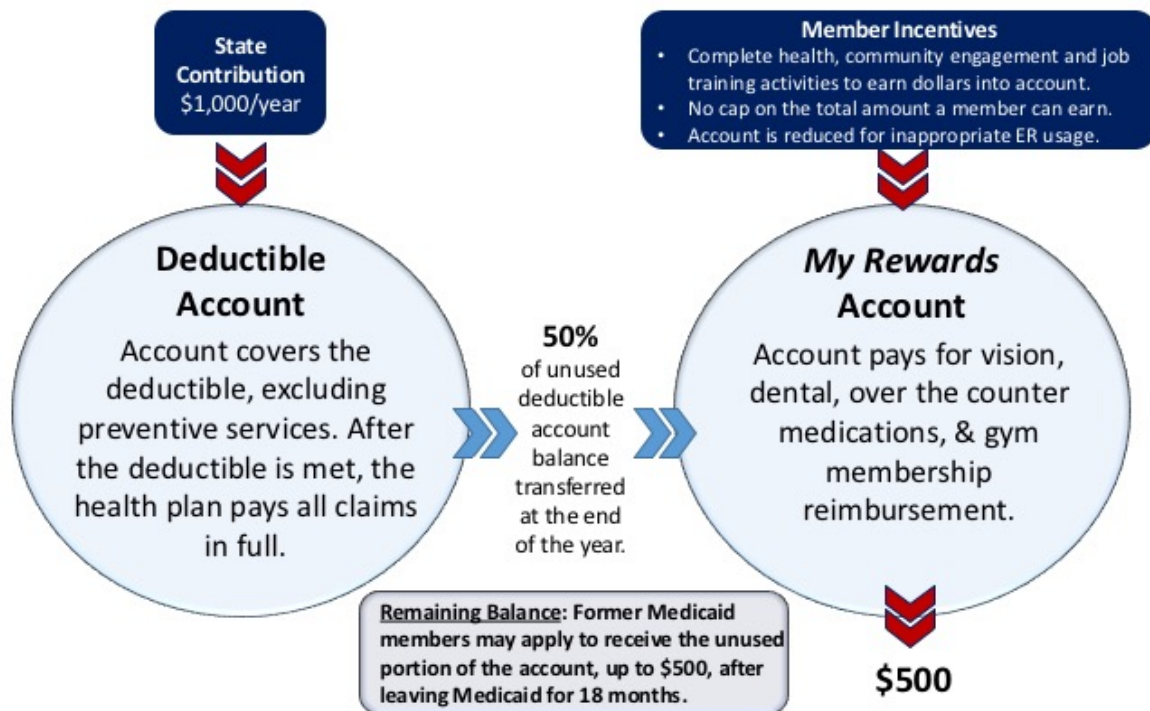 State
Contribution
$1,000/year
Member Incentives
• Complete health, community engagement and job
training activities to earn dollars into account.
• No cap on the total amount a member can earn.
• Account is reduced for inappropriate ER usage.
Deductible
Account
Account covers the
deductible, excluding
preventive services. After
the deductible is met, the
health plan pays all claims
in full.
50%
of unused
deductible
account
balance
transferred
at the end
of the year.
My Rewards
Account
Account pays for vision,
dental, over the counter
medications, & gym
membership
reimbursement.
Remaining Balance: Former Medicaid
members may apply to receive the unused
portion of the account, up to $500, after
leaving Medicaid for 18 months.
$500